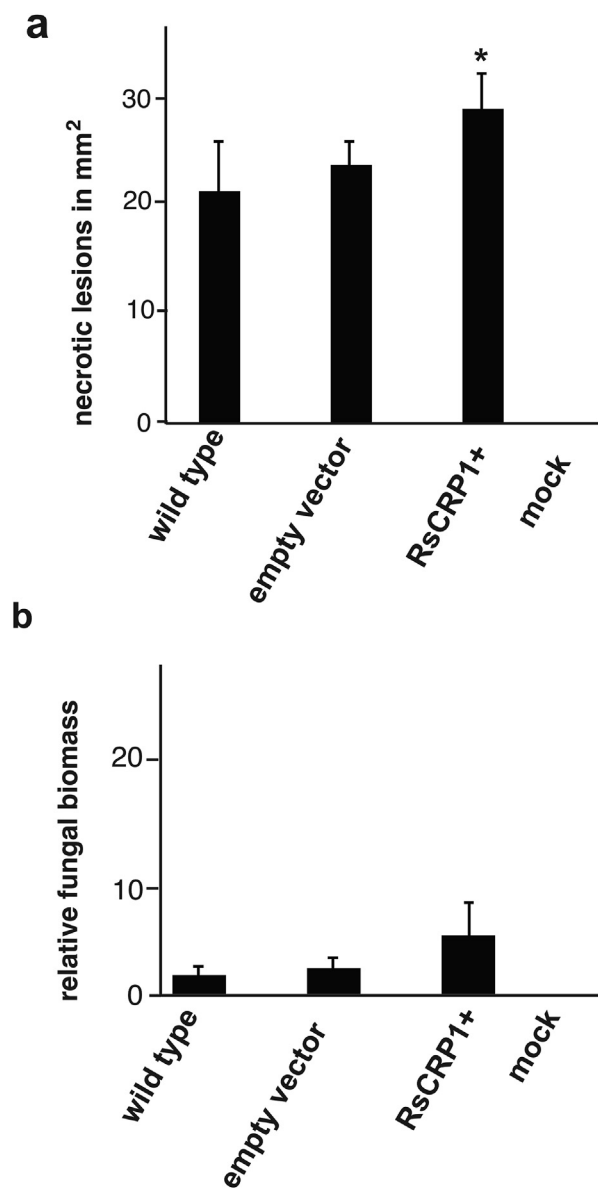 a
necrotic lesions in mm²
30
20
10
0
*
wild type
empty vector
RsCRP1+
mock
b
relative fungal biomass
20
10
0
wild type
empty vector
RsCRP1+
mock